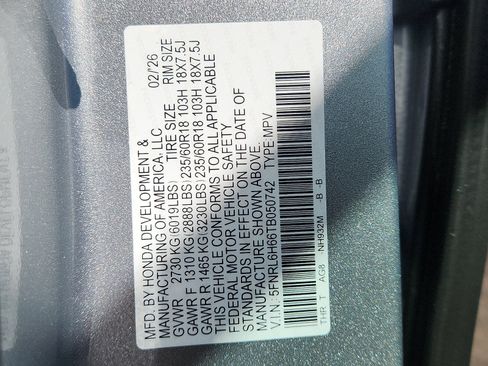 MFD. BY HONDA DEVELOPMENT & 02/'26
MANUFACTURING OF AMERICA, LLC
TIRE SIZE RIM SIZE
GVWR 2730 KG(6019LBS)
GAWR F 1310 KG(2888LBS)235/60R18 103H 18X7.5J
GAWR R 1465 KG(3230LBS)235/60R18 103H 18X7.5J
THIS VEHICLE CONFORMS TO ALL APPLICABLE
FEDERAL MOTOR VEHICLE SAFETY
STANDARDS IN EFFECT ON THE DATE OF
MANUFACTURE SHOWN ABOVE.
V.I.N.: 5FNRL6H66TB050742 TYPE:MPV
THR T AG8 NH932M -B -B